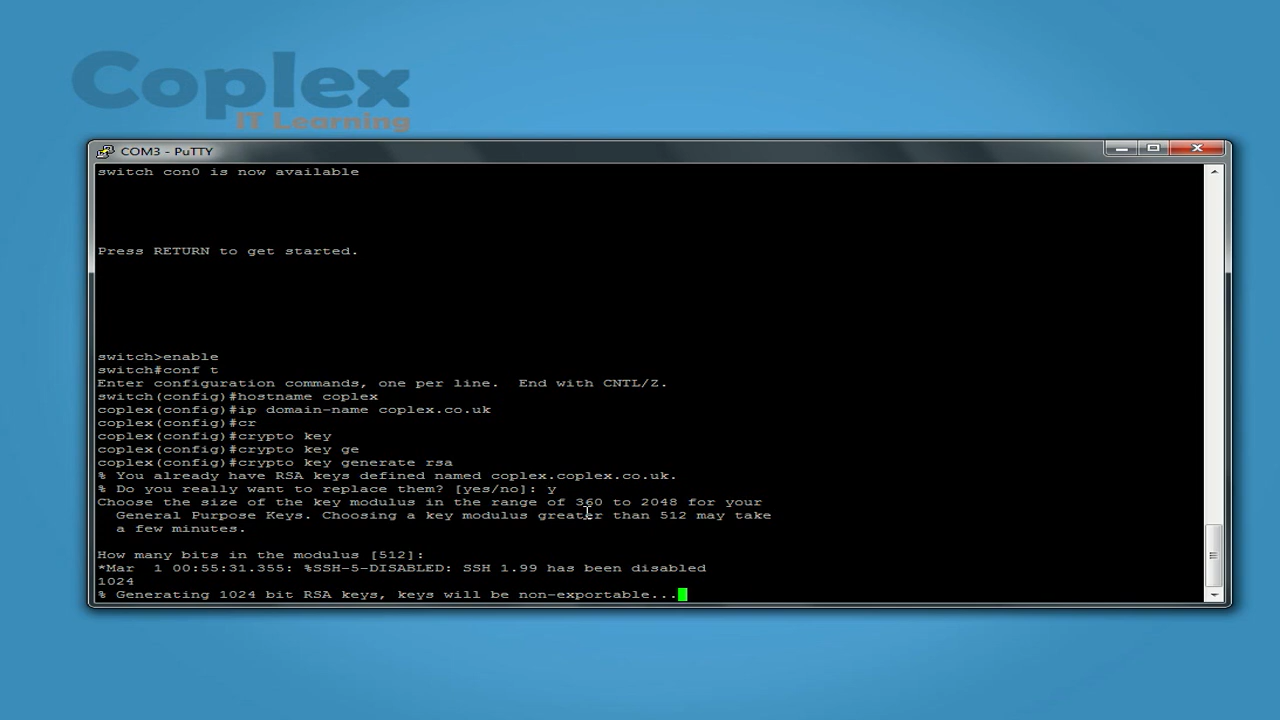 Coplex
IT Learning
COM3 - PuTTY
switch con0 is now available
Press RETURN to get started.
switch>enable
switch#conf t
Enter configuration commands, one per line.  End with CNTL/Z.
switch(config)#hostname coplex
coplex(config)#ip domain-name coplex.co.uk
coplex(config)#cr
coplex(config)#crypto key
coplex(config)#crypto key ge
coplex(config)#crypto key generate rsa
% You already have RSA keys defined named coplex.coplex.co.uk.
% Do you really want to replace them? [yes/no]: y
Choose the size of the key modulus in the range of 360 to 2048 for your
  General Purpose Keys. Choosing a key modulus greater than 512 may take
  a few minutes.
How many bits in the modulus [512]:
*Mar  1 00:55:31.355: %SSH-5-DISABLED: SSH 1.99 has been disabled
1024
% Generating 1024 bit RSA keys, keys will be non-exportable...